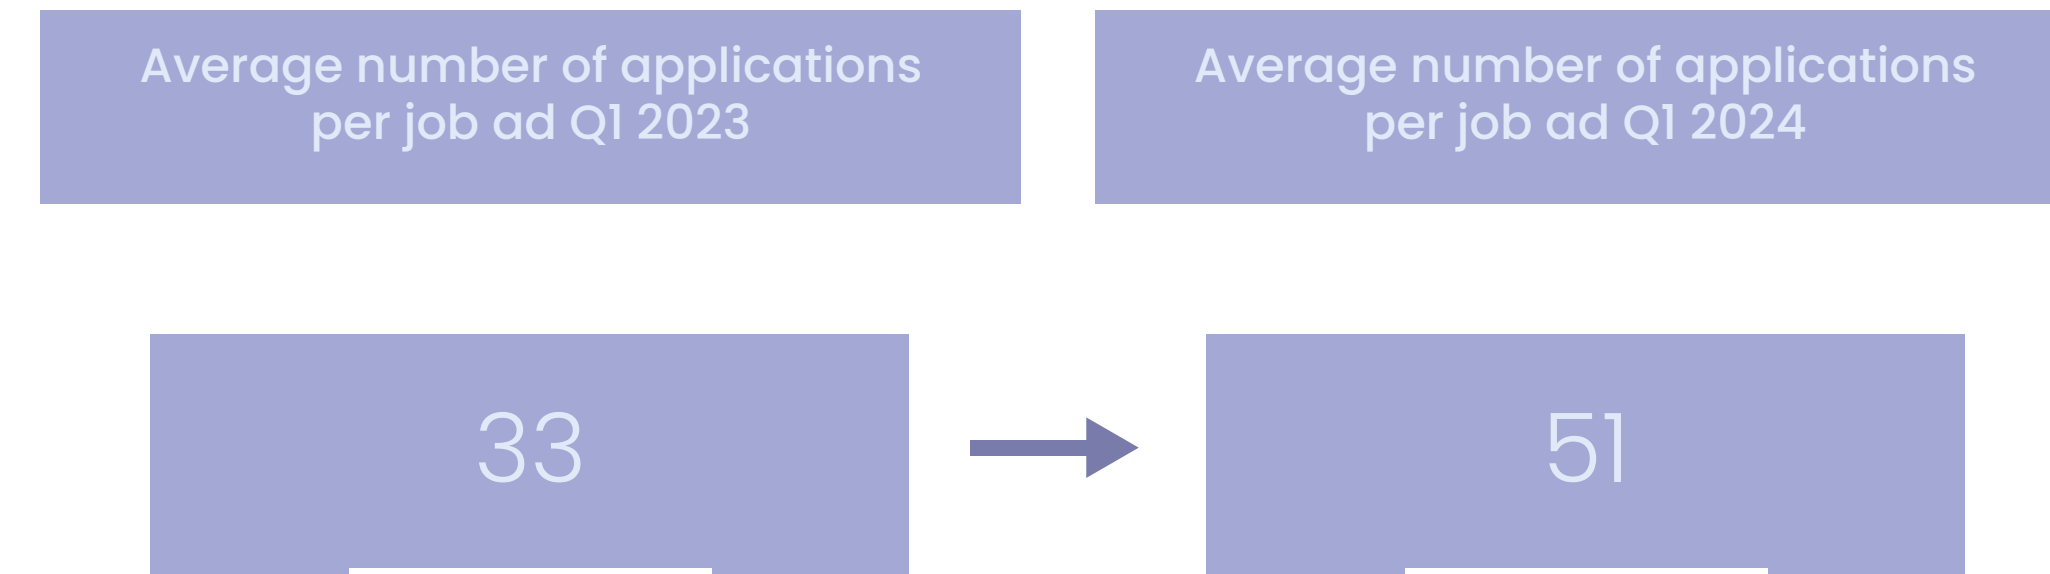 Average number of applications
per job ad Q1 2023
Average number of applications
per job ad Q1 2024
33
51